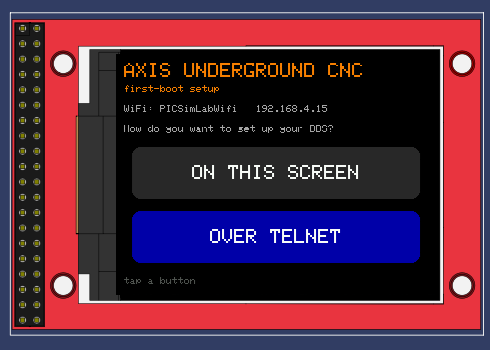 AXIS UNDERGROUND CNC
first-boot setup
WiFi: PICSimLabWifi 192.168.4.15
How do you want to set up your DDS?
ON THIS SCREEN
OVER TELNET
tap a button